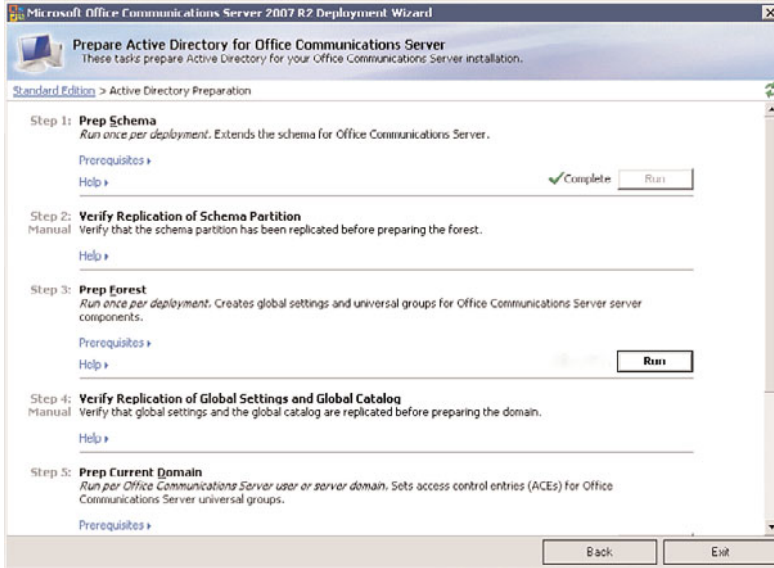 Microsoft Office Communications Server 2007 R2 Deployment Wizard
Prepare Active Directory for Office Communications Server
These tasks prepare Active Directory for your Office Communications Server installation.
Standard Edition > Active Directory Preparation
Step 1: Prep Schema
Run once per deployment. Extends the schema for Office Communications Server.
Prerequisites
Help
Complete Run
Step 2: Verify Replication of Schema Partition
Manual Verify that the schema partition has been replicated before preparing the forest.
Help
Step 3: Prep Forest
Run once per deployment. Creates global settings and universal groups for Office Communications Server server
components.
Prerequisites
Help
Run
Step 4: Verify Replication of Global Settings and Global Catalog
Manual Verify that global settings and the global catalog are replicated before preparing the domain.
Help
Step 5: Prep Current Domain
Run per Office Communications Server user or server domain. Sets access control entries (ACEs) for Office
Communications Server universal groups.
Prerequisites
Back Exit